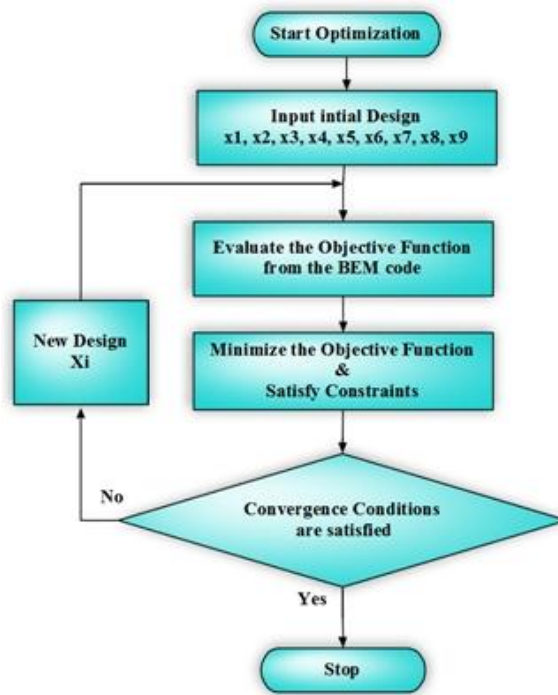 Start Optimization
Input intial Design
x1, x2, x3, x4, x5, x6, x7, x8, x9
Evaluate the Objective Function
from the BEM code
New Design
Xi
Minimize the Objective Function
&
Satisfy Constraints
No
Convergence Conditions
are satisfied
Yes
Stop